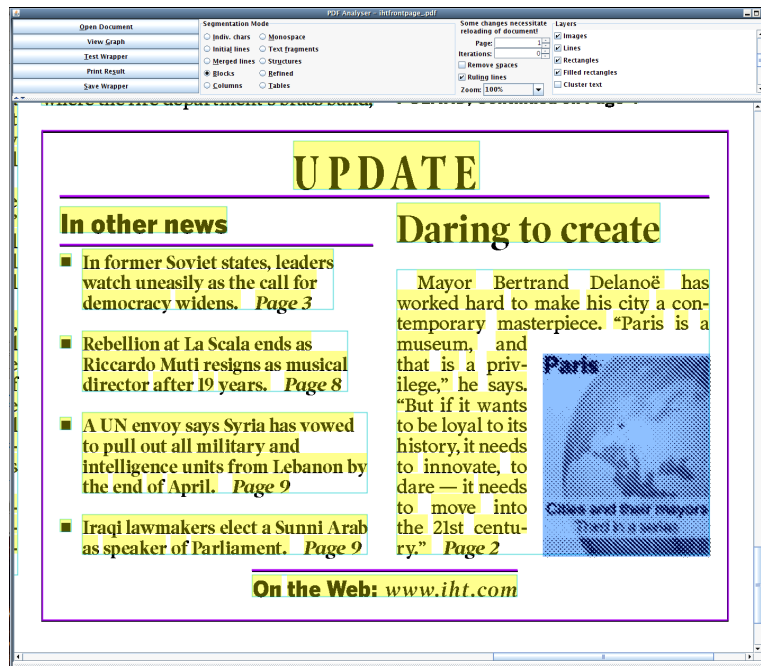 PDF Analyser – ihtfrontpage_.pdf
Open Document
View Graph
Test Wrapper
Print Result
Save Wrapper
Segmentation Mode
Indiv. chars
Monospace
Initial lines
Text fragments
Merged lines
Structures
Blocks
Refined
Columns
Tables
Some changes necessitate
reloading of document!
Page: 1
Iterations: 0
Remove spaces
Ruling lines
Zoom: 100%
Layers
Images
Lines
Rectangles
Filled rectangles
Cluster text
UPDATE
In other news
In former Soviet states, leaders
watch uneasily as the call for
democracy widens. Page 3
Rebellion at La Scala ends as
Riccardo Muti resigns as musical
director after 19 years. Page 8
A UN envoy says Syria has vowed
to pull out all military and
intelligence units from Lebanon by
the end of April. Page 9
Iraqi lawmakers elect a Sunni Arab
as speaker of Parliament. Page 9
Daring to create
Mayor Bertrand Delanoë has
worked hard to make his city a con-
temporary masterpiece. “Paris is a
museum, and
that is a priv-
ilege,” he says.
“But if it wants
to be loyal to its
history, it needs
to innovate, to
dare — it needs
to move into
the 21st centu-
ry.” Page 2
Paris
Cities and their mayors
Third in a series
On the Web: www.iht.com